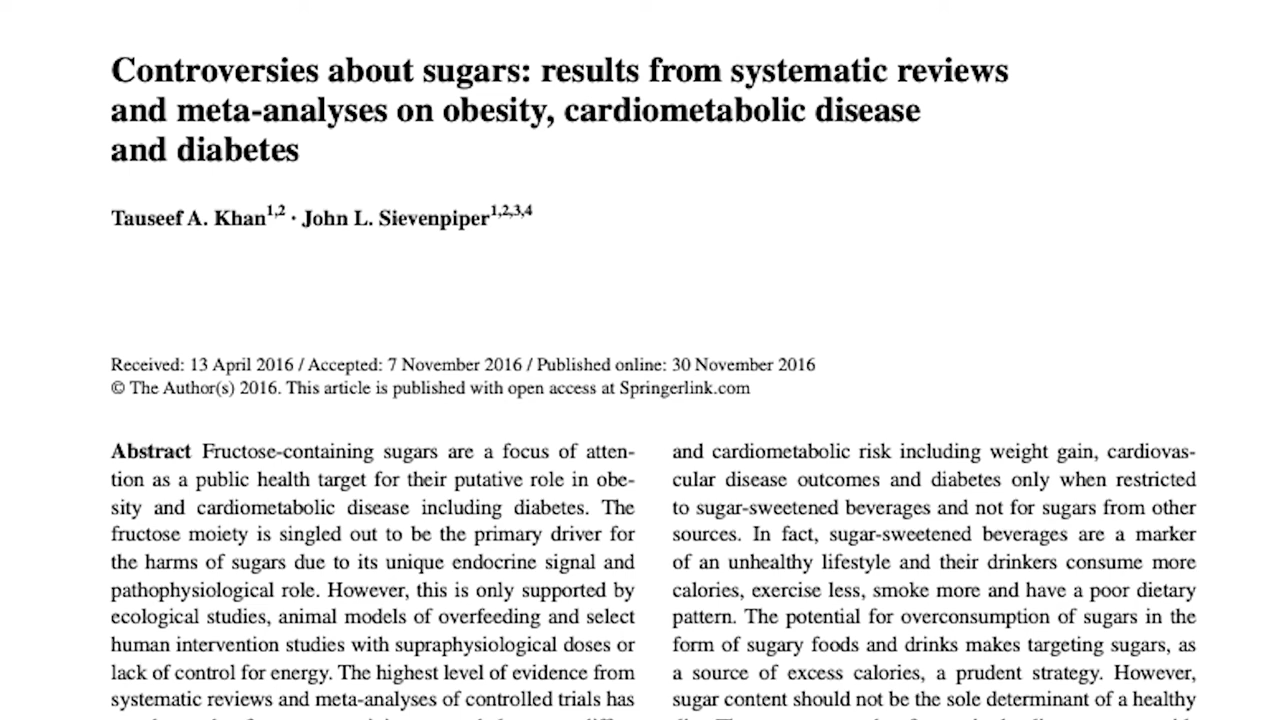 Controversies about sugars: results from systematic reviews
and meta-analyses on obesity, cardiometabolic disease
and diabetes
Tauseef A. Khan1,2 · John L. Sievenpiper1,2,3,4
Received: 13 April 2016 / Accepted: 7 November 2016 / Published online: 30 November 2016
© The Author(s) 2016. This article is published with open access at Springerlink.com
Abstract Fructose-containing sugars are a focus of atten-
tion as a public health target for their putative role in obe-
sity and cardiometabolic disease including diabetes. The
fructose moiety is singled out to be the primary driver for
the harms of sugars due to its unique endocrine signal and
pathophysiological role. However, this is only supported by
ecological studies, animal models of overfeeding and select
human intervention studies with supraphysiological doses or
lack of control for energy. The highest level of evidence from
systematic reviews and meta-analyses of controlled trials has
and cardiometabolic risk including weight gain, cardiovas-
cular disease outcomes and diabetes only when restricted
to sugar-sweetened beverages and not for sugars from other
sources. In fact, sugar-sweetened beverages are a marker
of an unhealthy lifestyle and their drinkers consume more
calories, exercise less, smoke more and have a poor dietary
pattern. The potential for overconsumption of sugars in the
form of sugary foods and drinks makes targeting sugars, as
a source of excess calories, a prudent strategy. However,
sugar content should not be the sole determinant of a healthy